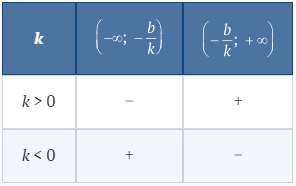 k (−∞; −b/k) (−b/k; +∞)
k > 0 − +
k < 0 + −